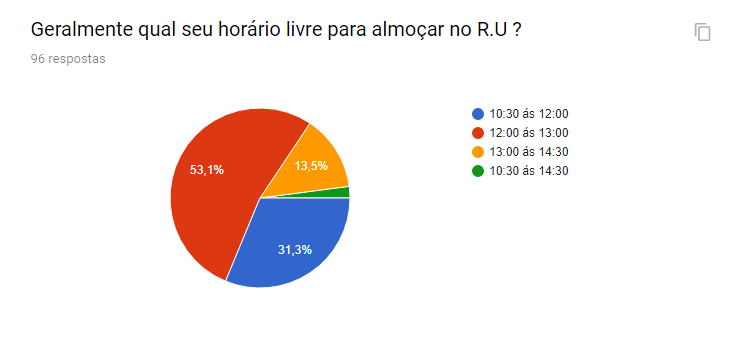 Geralmente qual seu horário livre para almoçar no R.U ?
96 respostas
53,1%
13,5%
31,3%
10:30 ás 12:00
12:00 ás 13:00
13:00 ás 14:30
10:30 ás 14:30